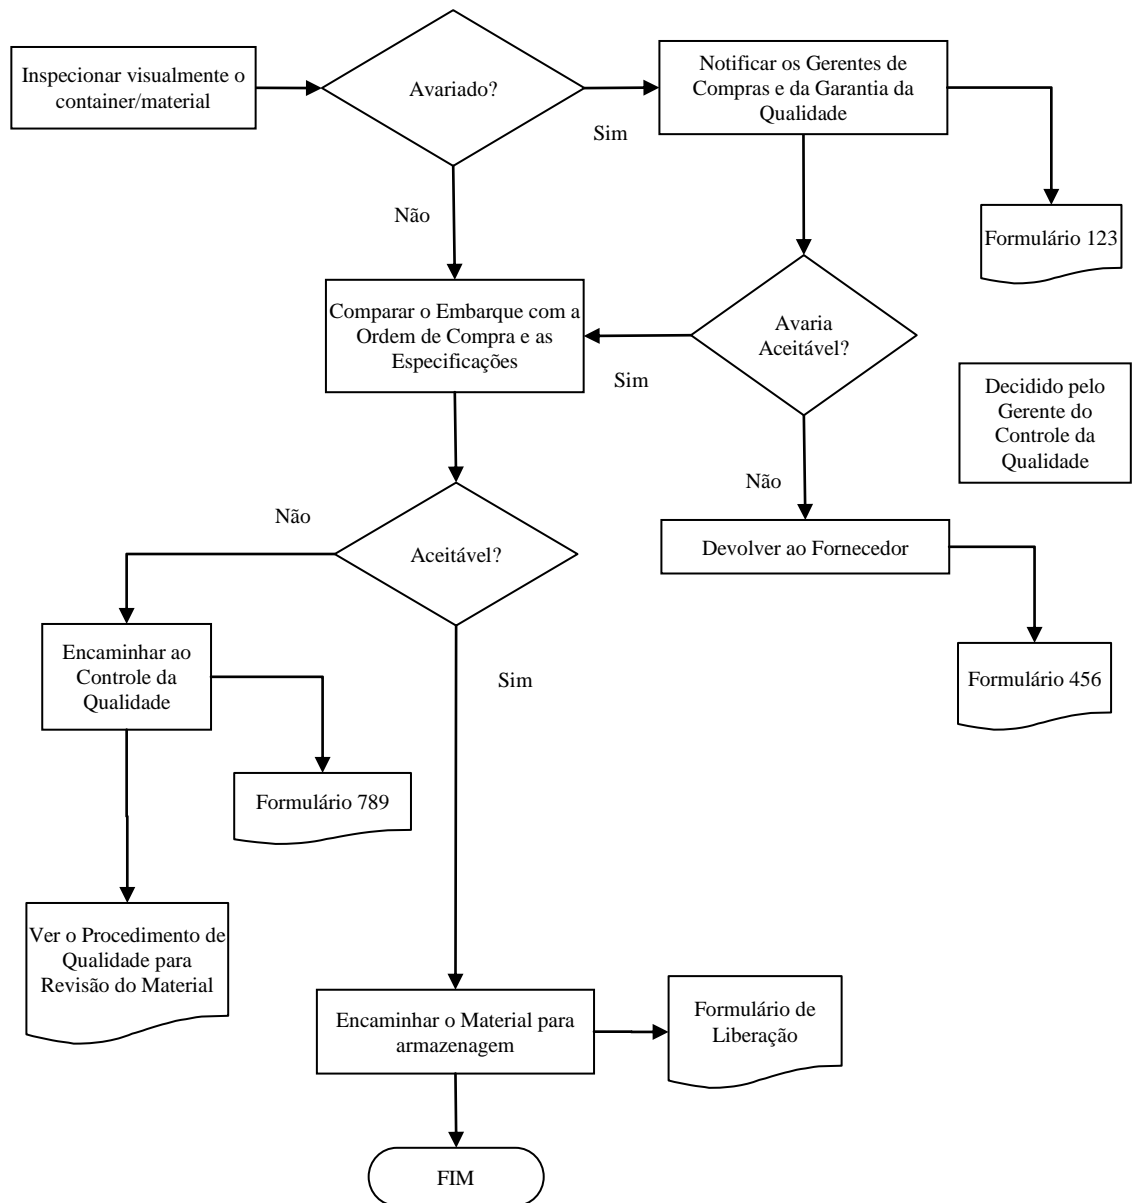 Inspecionar visualmente o
container/material
Avariado?
Notificar os Gerentes de
Compras e da Garantia da
Qualidade
Sim
Não
Formulário 123
Comparar o Embarque com a
Ordem de Compra e as
Especificações
Avaria
Aceitável?
Sim
Decidido pelo
Gerente do
Controle da
Qualidade
Não
Não
Devolver ao Fornecedor
Aceitável?
Encaminhar ao
Controle da
Qualidade
Sim
Formulário 456
Formulário 789
Ver o Procedimento de
Qualidade para
Revisão do Material
Encaminhar o Material para
armazenagem
Formulário de
Liberação
FIM